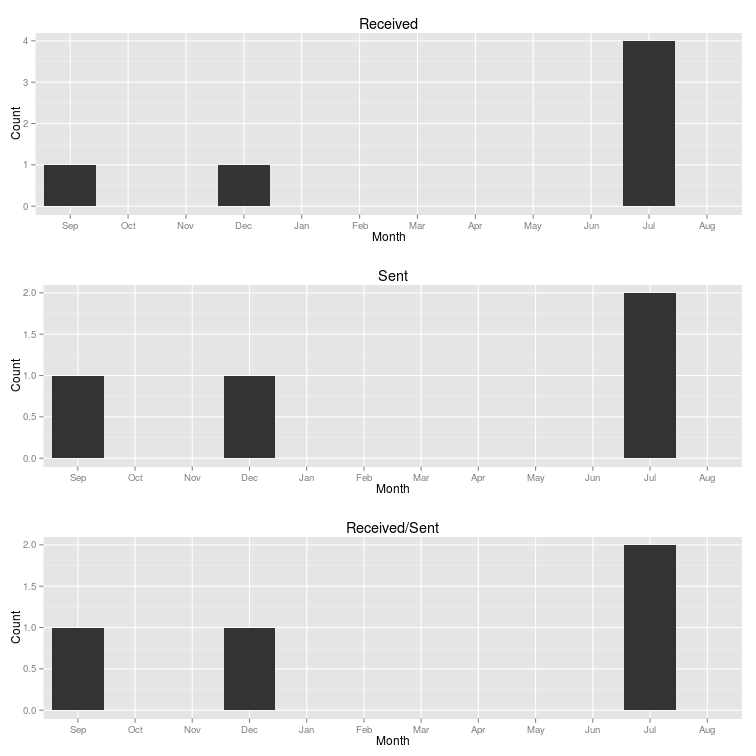 Received
Count
4
3
2
1
0
Sep Oct Nov Dec Jan Feb Mar Apr May Jun Jul Aug
Month
Sent
Count
2.0
1.5
1.0
0.5
0.0
Sep Oct Nov Dec Jan Feb Mar Apr May Jun Jul Aug
Month
Received/Sent
Count
2.0
1.5
1.0
0.5
0.0
Sep Oct Nov Dec Jan Feb Mar Apr May Jun Jul Aug
Month